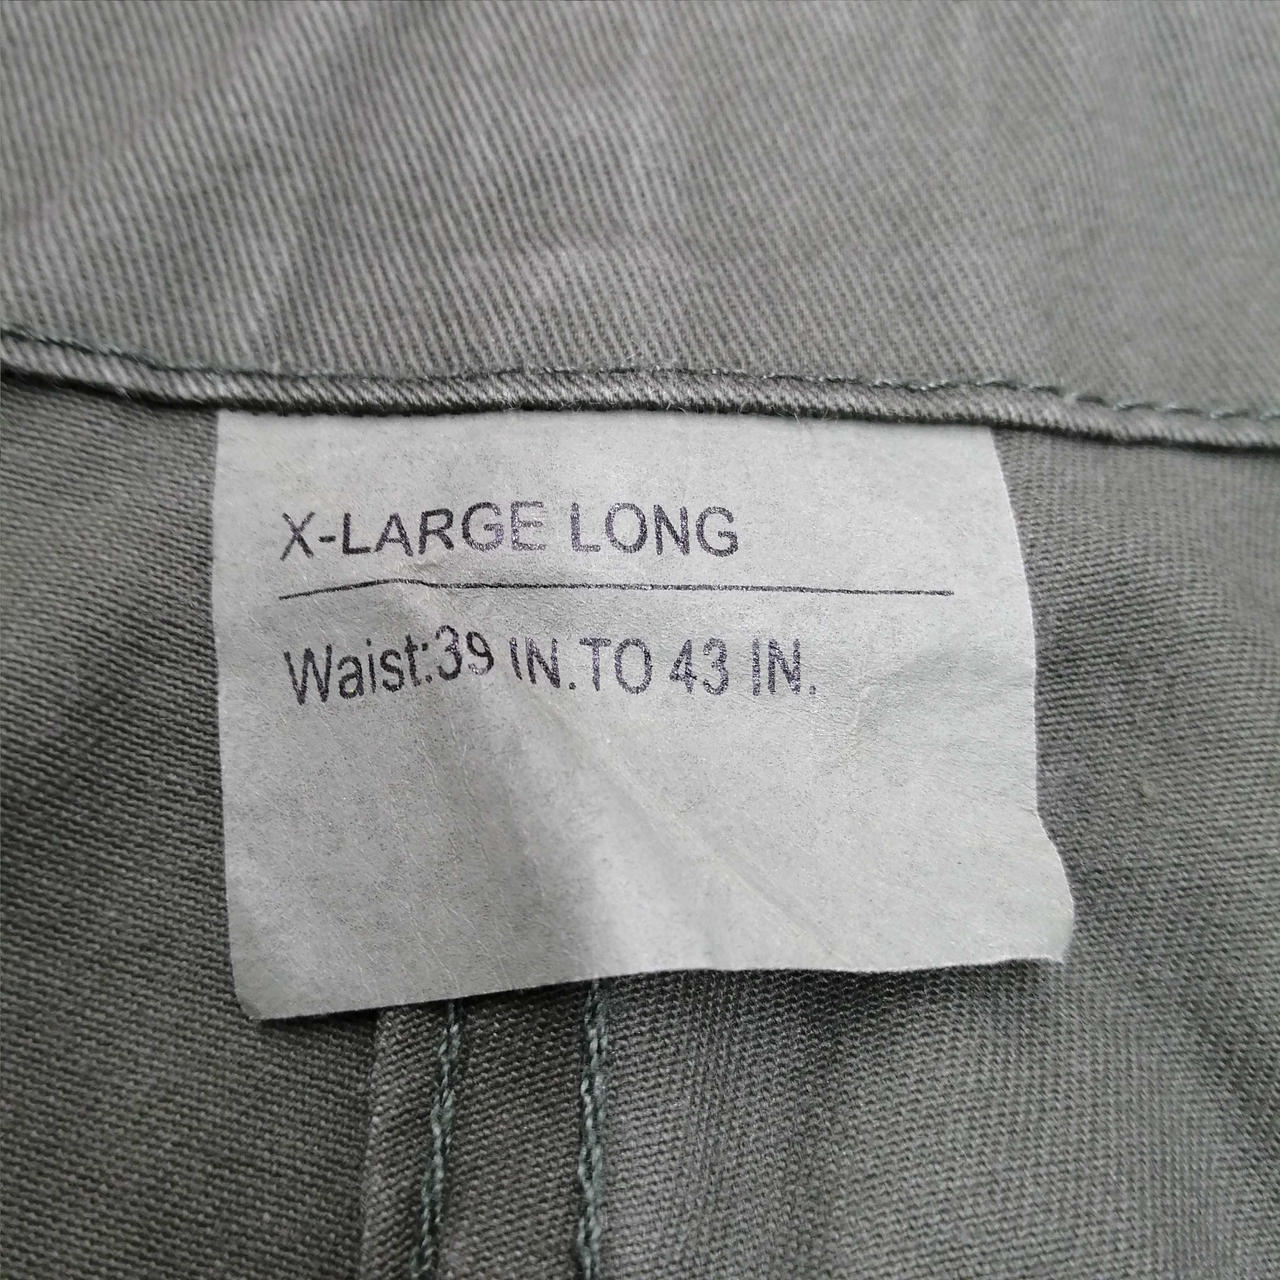 X-LARGE LONG
Waist:39 IN.TO 43 IN.